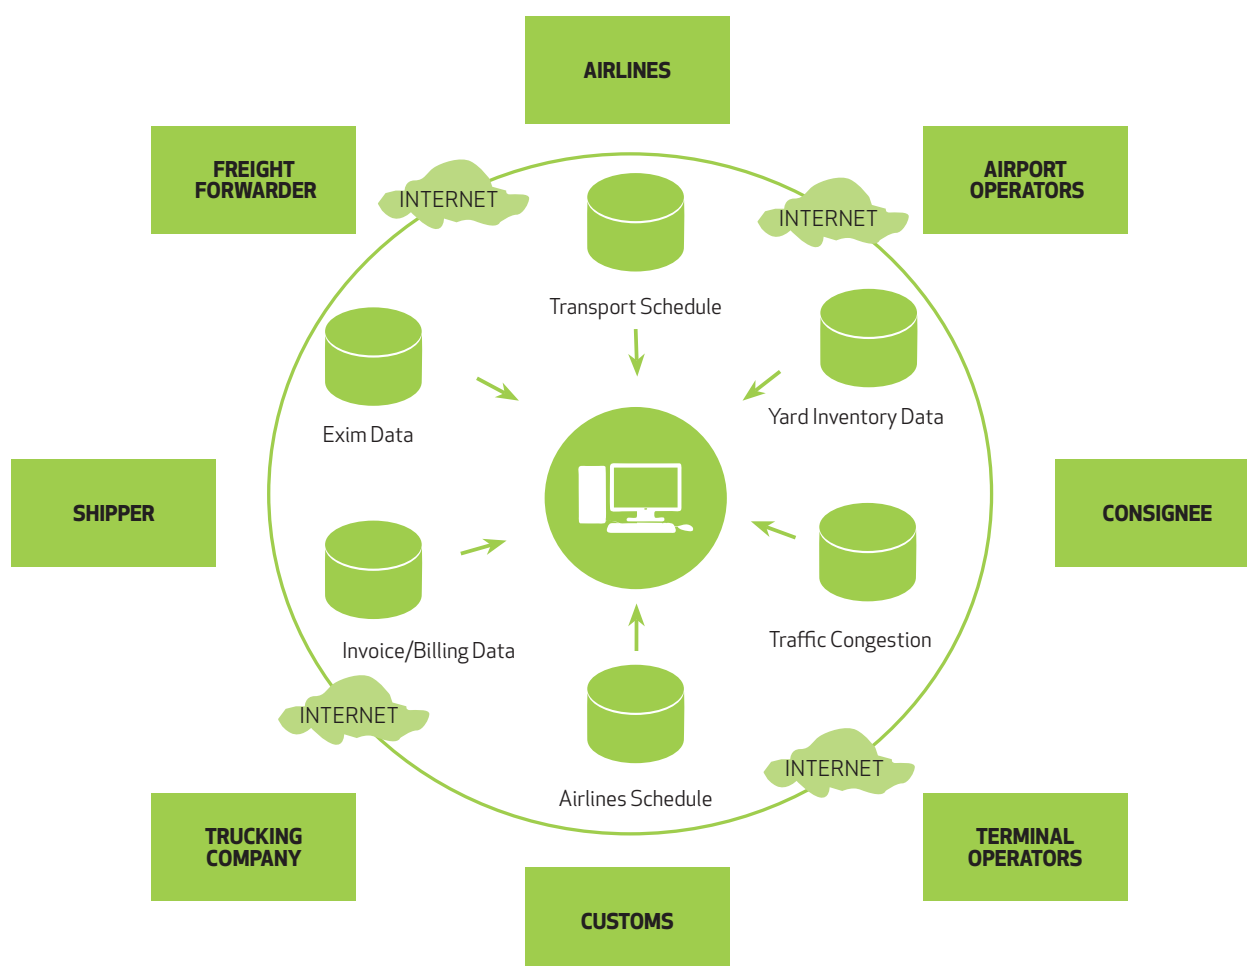 AIRLINES
FREIGHT
FORWARDER
AIRPORT
OPERATORS
INTERNET
INTERNET
Transport Schedule
Exim Data
Yard Inventory Data
SHIPPER
CONSIGNEE
Invoice/Billing Data
Traffic Congestion
INTERNET
INTERNET
Airlines Schedule
TRUCKING
COMPANY
TERMINAL
OPERATORS
CUSTOMS